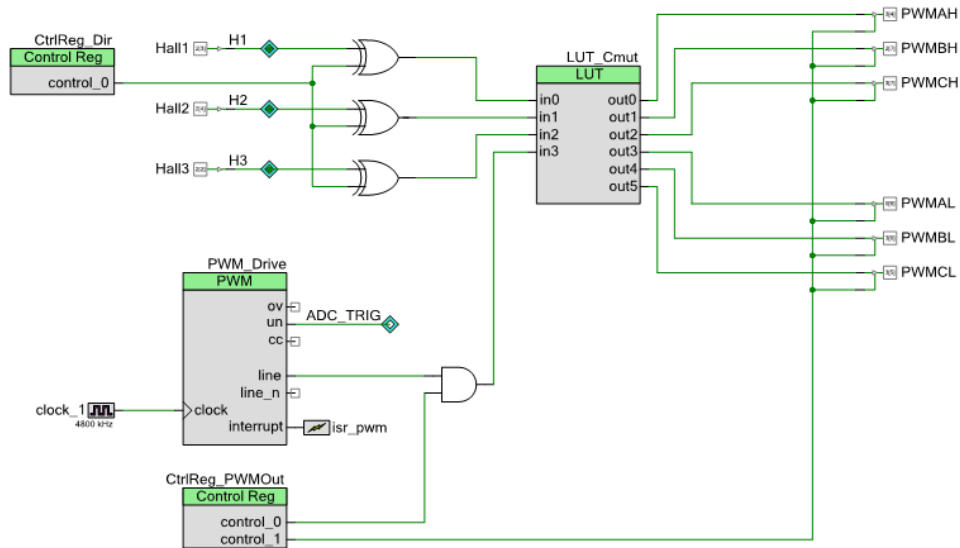 PWMAH
CtrlReg_Dir
Control Reg
control_0
Hall1
H1
PWMBH
LUT_Cmut
LUT
PWMCH
Hall2
H2
in0
out0
in1
out1
in2
out2
in3
out3
out4
out5
Hall3
H3
PWMAL
PWMBL
PWMCL
PWM_Drive
PWM
ov
un
ADC_TRIG
cc
line
line_n
clock_1
4800 kHz
clock
interrupt
isr_pwm
CtrlReg_PWMOut
Control Reg
control_0
control_1